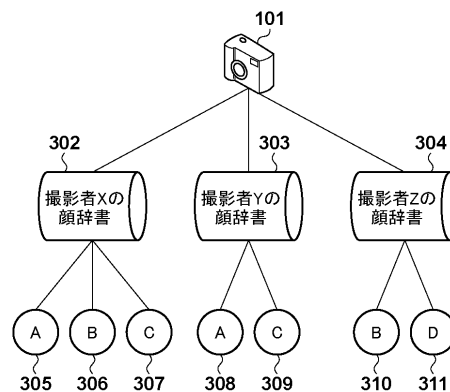 101
302
303
304
撮影者Xの
顔辞書
撮影者Yの
顔辞書
撮影者Zの
顔辞書
A
B
C
A
C
B
D
305
306
307
308
309
310
311